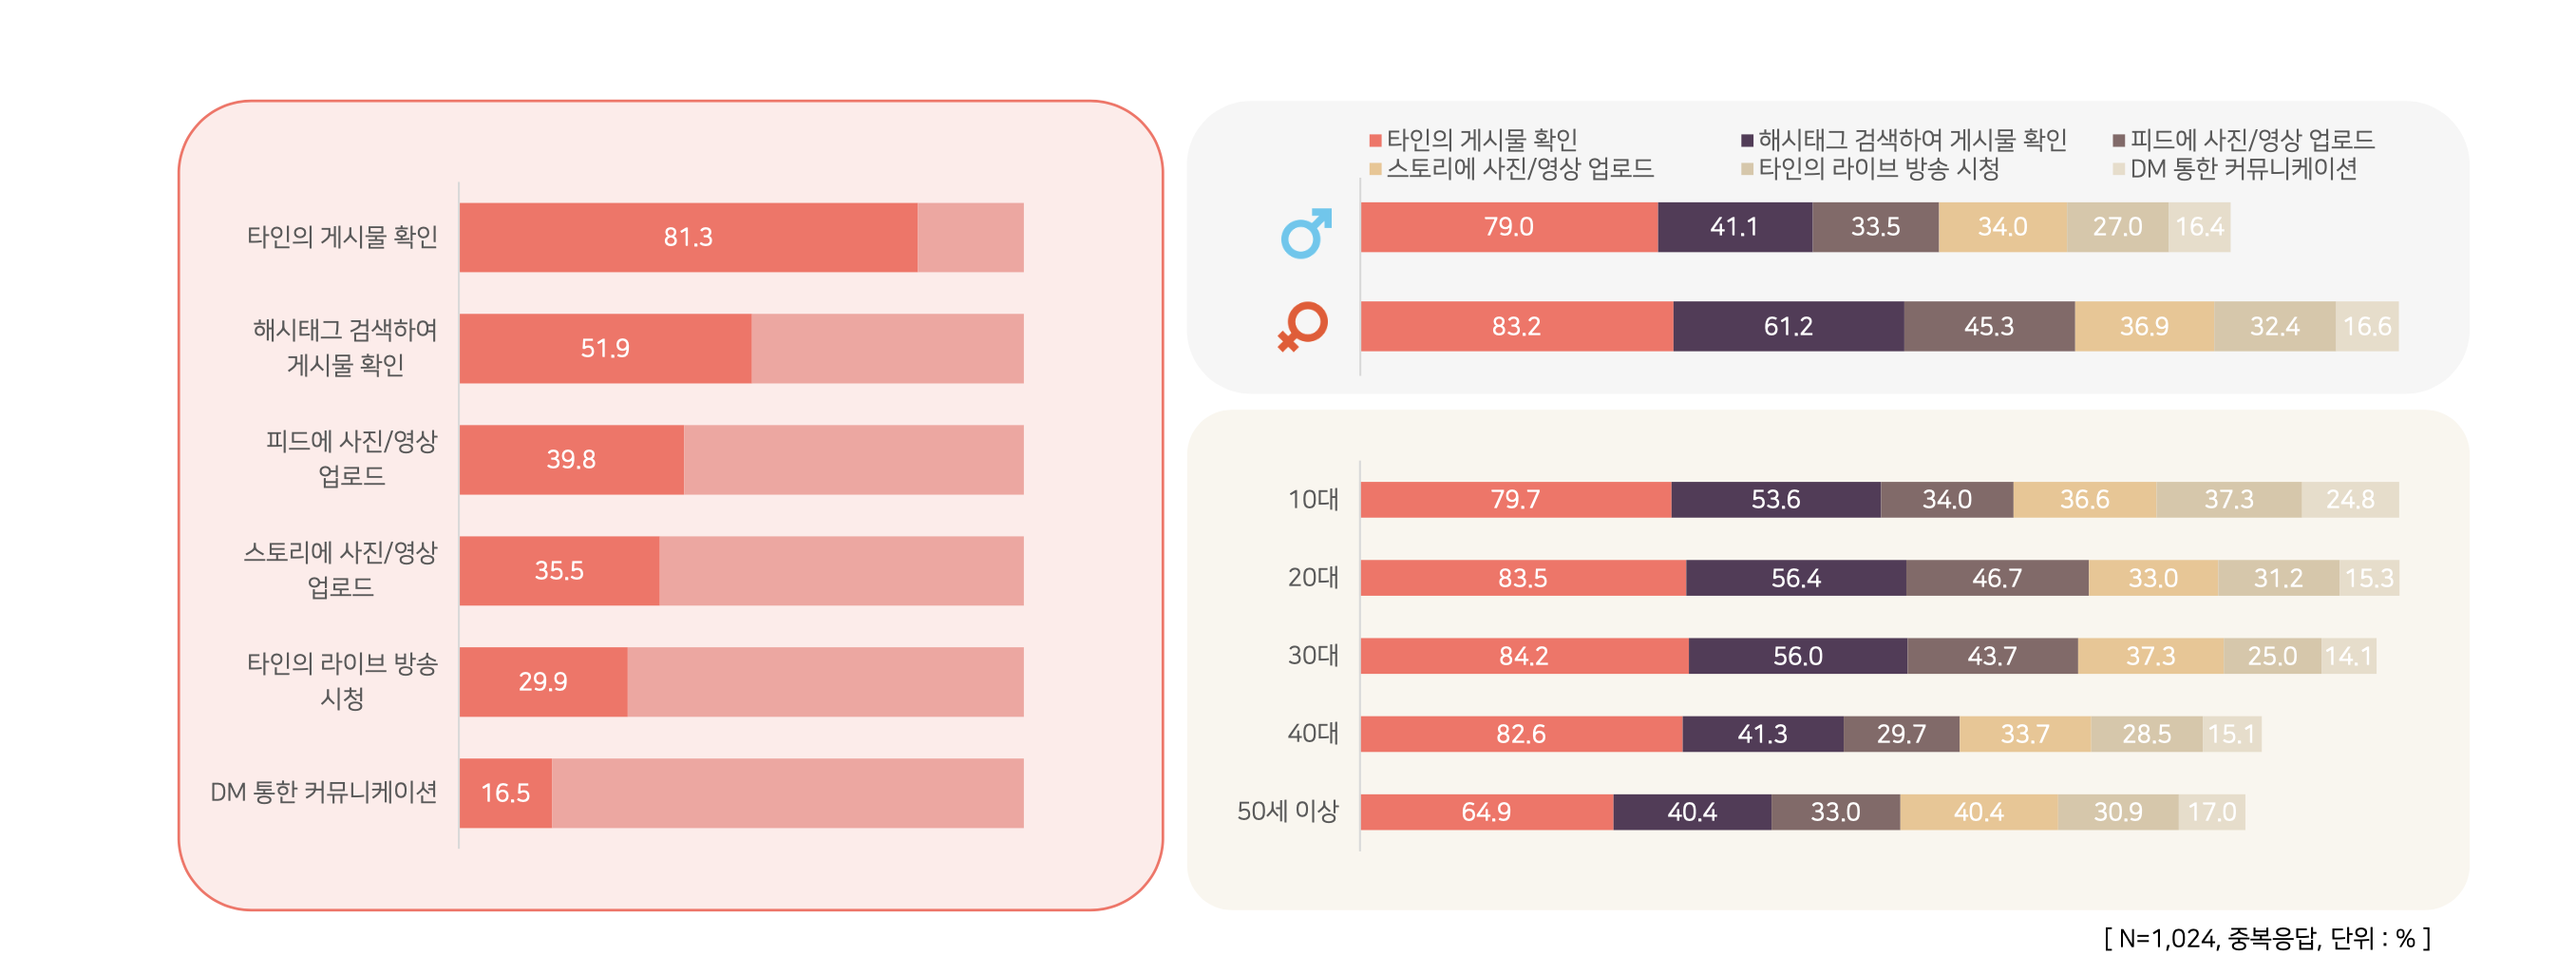 타인의 게시물 확인
81.3
해시태그 검색하여
게시물 확인
51.9
피드에 사진/영상
업로드
39.8
스토리에 사진/영상
업로드
35.5
타인의 라이브 방송
시청
29.9
DM 통한 커뮤니케이션
16.5
타인의 게시물 확인 해시태그 검색하여 게시물 확인 피드에 사진/영상 업로드
스토리에 사진/영상 업로드 타인의 라이브 방송 시청 DM 통한 커뮤니케이션
79.0 41.1 33.5 34.0 27.0 16.4
83.2 61.2 45.3 36.9 32.4 16.6
10대 79.7 53.6 34.0 36.6 37.3 24.8
20대 83.5 56.4 46.7 33.0 31.2 15.3
30대 84.2 56.0 43.7 37.3 25.0 14.1
40대 82.6 41.3 29.7 33.7 28.5 15.1
50세 이상 64.9 40.4 33.0 40.4 30.9 17.0
[ N=1,024, 중복응답, 단위 : % ]